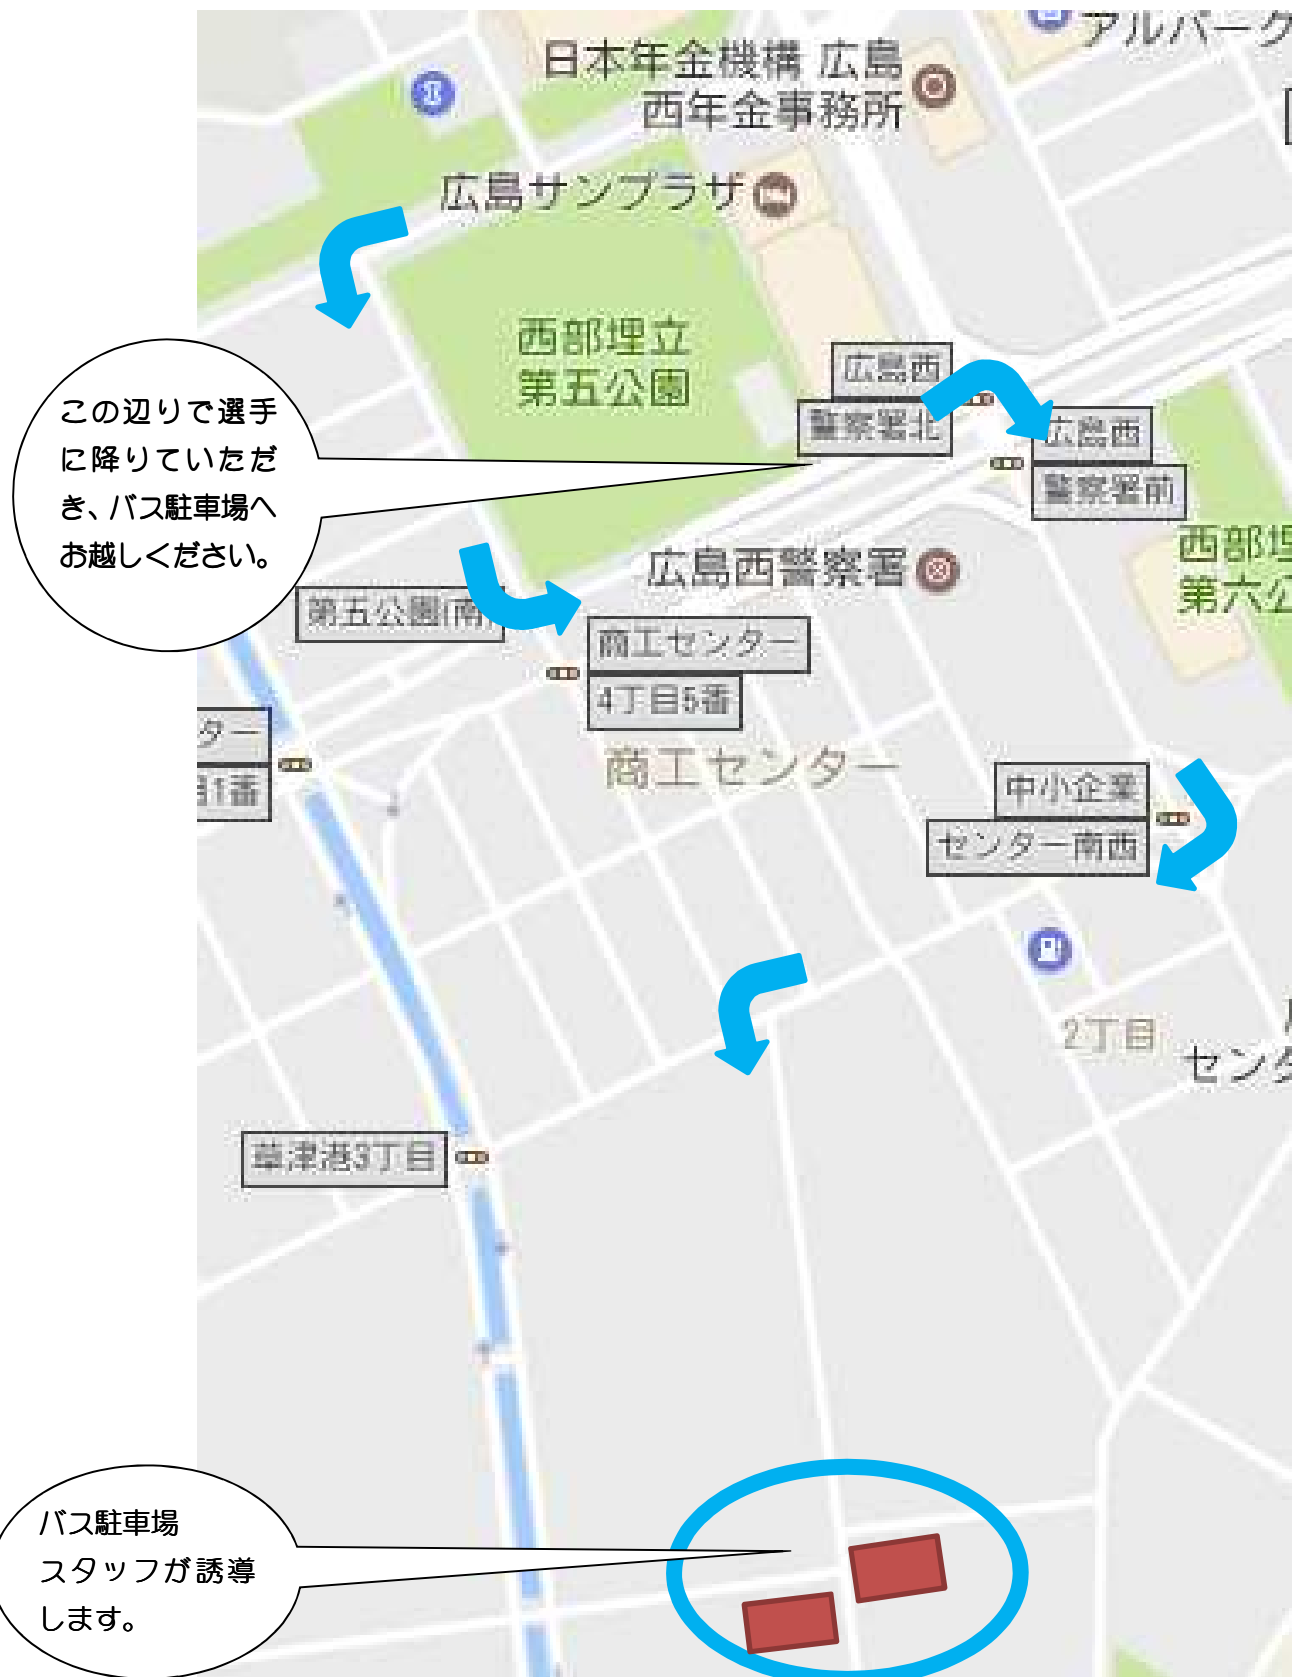 アルパーク
日本年金機構 広島
西年金事務所
広島サンプラザ
西部埋立
第五公園
広島西
警察署北
広島西
警察署前
この辺りで選手
に降りていただ
き、バス駐車場へ
お越しください。
西部埋
第六公
広島西警察署
第五公園(南)
商工センター
4丁目5番
ター
目1番
商工センター
中小企業
センター南西
2丁目
センタ
草津港3丁目
バス駐車場
スタッフが誘導
します。